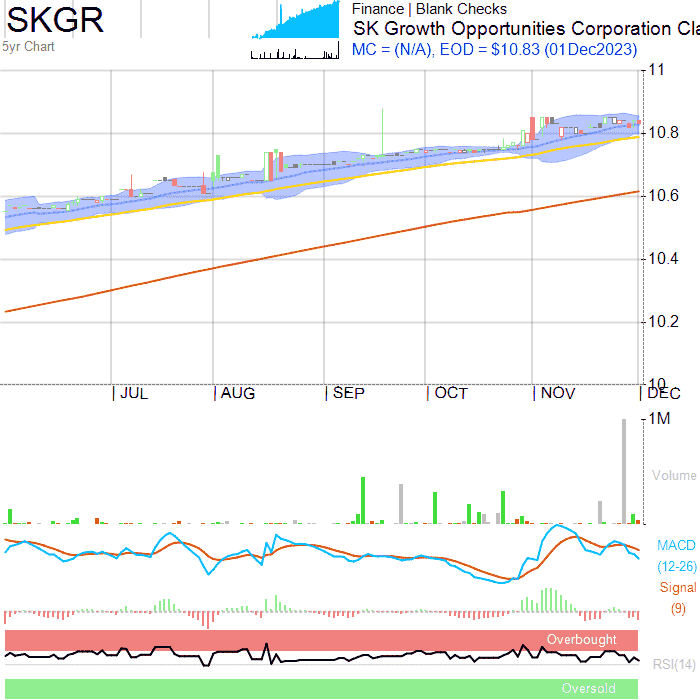 SKGR
5yr Chart
Finance | Blank Checks
SK Growth Opportunities Corporation Cla
MC = (N/A), EOD = $10.83 (01Dec2023)
11
10.8
10.6
10.4
10.2
10
JUL
AUG
SEP
OCT
NOV
DEC
1M
Volume
MACD
(12-26)
Signal
(9)
Overbought
RSI(14)
Oversold